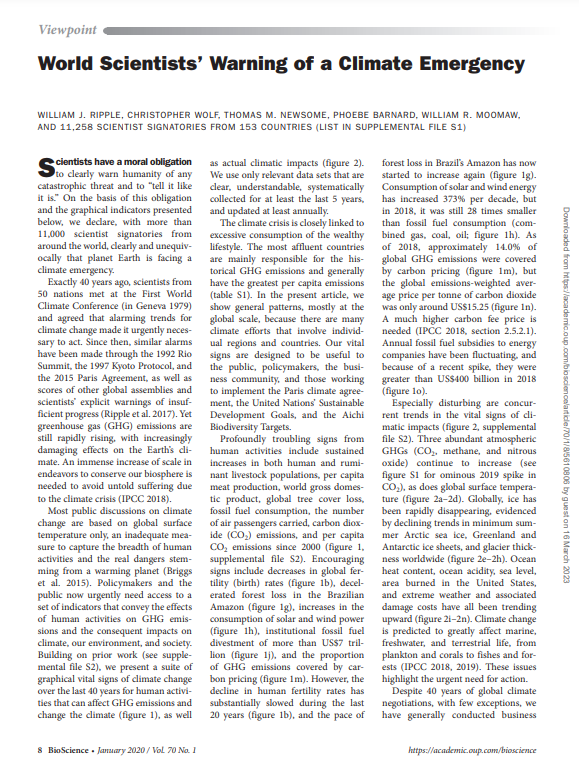 Viewpoint
World Scientists’ Warning of a Climate Emergency
WILLIAM J. RIPPLE, CHRISTOPHER WOLF, THOMAS M. NEWSOME, PHOEBE BARNARD, WILLIAM R. MOOMAW,
AND 11,258 SCIENTIST SIGNATORIES FROM 153 COUNTRIES (LIST IN SUPPLEMENTAL FILE S1)
Scientists have a moral obligation
to clearly warn humanity of any
catastrophic threat and to “tell it like
it is.” On the basis of this obligation
and the graphical indicators presented
below, we declare, with more than
11,000 scientist signatories from
around the world, clearly and unequiv-
ocally that planet Earth is facing a
climate emergency.
Exactly 40 years ago, scientists from
50 nations met at the First World
Climate Conference (in Geneva 1979)
and agreed that alarming trends for
climate change made it urgently neces-
sary to act. Since then, similar alarms
have been made through the 1992 Rio
Summit, the 1997 Kyoto Protocol, and
the 2015 Paris Agreement, as well as
scores of other global assemblies and
scientists’ explicit warnings of insuf-
ficient progress (Ripple et al. 2017). Yet
greenhouse gas (GHG) emissions are
still rapidly rising, with increasingly
damaging effects on the Earth's cli-
mate. An immense increase of scale in
endeavors to conserve our biosphere is
needed to avoid untold suffering due
to the climate crisis (IPCC 2018).
Most public discussions on climate
change are based on global surface
temperature only, an inadequate mea-
sure to capture the breadth of human
activities and the real dangers stem-
ming from a warming planet (Briggs
et al. 2015). Policymakers and the
public now urgently need access to a
set of indicators that convey the effects
of human activities on GHG emis-
sions and the consequent impacts on
climate, our environment, and society.
Building on prior work (see supple-
mental file S2), we present a suite of
graphical vital signs of climate change
over the last 40 years for human activi-
ties that can affect GHG emissions and
change the climate (figure 1), as well
as actual climatic impacts (figure 2).
We use only relevant data sets that are
clear, understandable, systematically
collected for at least the last 5 years,
and updated at least annually.
The climate crisis is closely linked to
excessive consumption of the wealthy
lifestyle. The most affluent countries
are mainly responsible for the his-
torical GHG emissions and generally
have the greatest per capita emissions
(table S1). In the present article, we
show general patterns, mostly at the
global scale, because there are many
climate efforts that involve individ-
ual regions and countries. Our vital
signs are designed to be useful to
the public, policymakers, the busi-
ness community, and those working
to implement the Paris climate agree-
ment, the United Nations’ Sustainable
Development Goals, and the Aichi
Biodiversity Targets.
Profoundly troubling signs from
human activities include sustained
increases in both human and rumi-
nant livestock populations, per capita
meat production, world gross domes-
tic product, global tree cover loss,
fossil fuel consumption, the number
of air passengers carried, carbon diox-
ide (CO2) emissions, and per capita
CO2 emissions since 2000 (figure 1,
supplemental file S2). Encouraging
signs include decreases in global fer-
tility (birth) rates (figure 1b), decel-
erated forest loss in the Brazilian
Amazon (figure 1g), increases in the
consumption of solar and wind power
(figure 1h), institutional fossil fuel
divestment of more than US$7 tril-
lion (figure 1j), and the proportion
of GHG emissions covered by car-
bon pricing (figure 1m). However, the
decline in human fertility rates has
substantially slowed during the last
20 years (figure 1b), and the pace of
forest loss in Brazil’s Amazon has now
started to increase again (figure 1g).
Consumption of solar and wind energy
has increased 373% per decade, but
in 2018, it was still 28 times smaller
than fossil fuel consumption (com-
bined gas, coal, oil; figure 1h). As
of 2018, approximately 14.0% of
global GHG emissions were covered
by carbon pricing (figure 1m), but
the global emissions-weighted aver-
age price per tonne of carbon dioxide
was only around US$15.25 (figure 1n).
A much higher carbon fee price is
needed (IPCC 2018, section 2.5.2.1).
Annual fossil fuel subsidies to energy
companies have been fluctuating, and
because of a recent spike, they were
greater than US$400 billion in 2018
(figure 1o).
Especially disturbing are concur-
rent trends in the vital signs of cli-
matic impacts (figure 2, supplemental
file S2). Three abundant atmospheric
GHGs (CO2, methane, and nitrous
oxide) continue to increase (see
figure S1 for ominous 2019 spike in
CO2), as does global surface tempera-
ture (figure 2a–2d). Globally, ice has
been rapidly disappearing, evidenced
by declining trends in minimum sum-
mer Arctic sea ice, Greenland and
Antarctic ice sheets, and glacier thick-
ness worldwide (figure 2e–2h). Ocean
heat content, ocean acidity, sea level,
area burned in the United States,
and extreme weather and associated
damage costs have all been trending
upward (figure 2i–2n). Climate change
is predicted to greatly affect marine,
freshwater, and terrestrial life, from
plankton and corals to fishes and for-
ests (IPCC 2018, 2019). These issues
highlight the urgent need for action.
Despite 40 years of global climate
negotiations, with few exceptions, we
have generally conducted business
Downloaded from https://academic.oup.com/bioscience/article/70/1/8/5610806 by guest on 16 March 2023
8 BioScience • January 2020 / Vol. 70 No. 1
https://academic.oup.com/bioscience